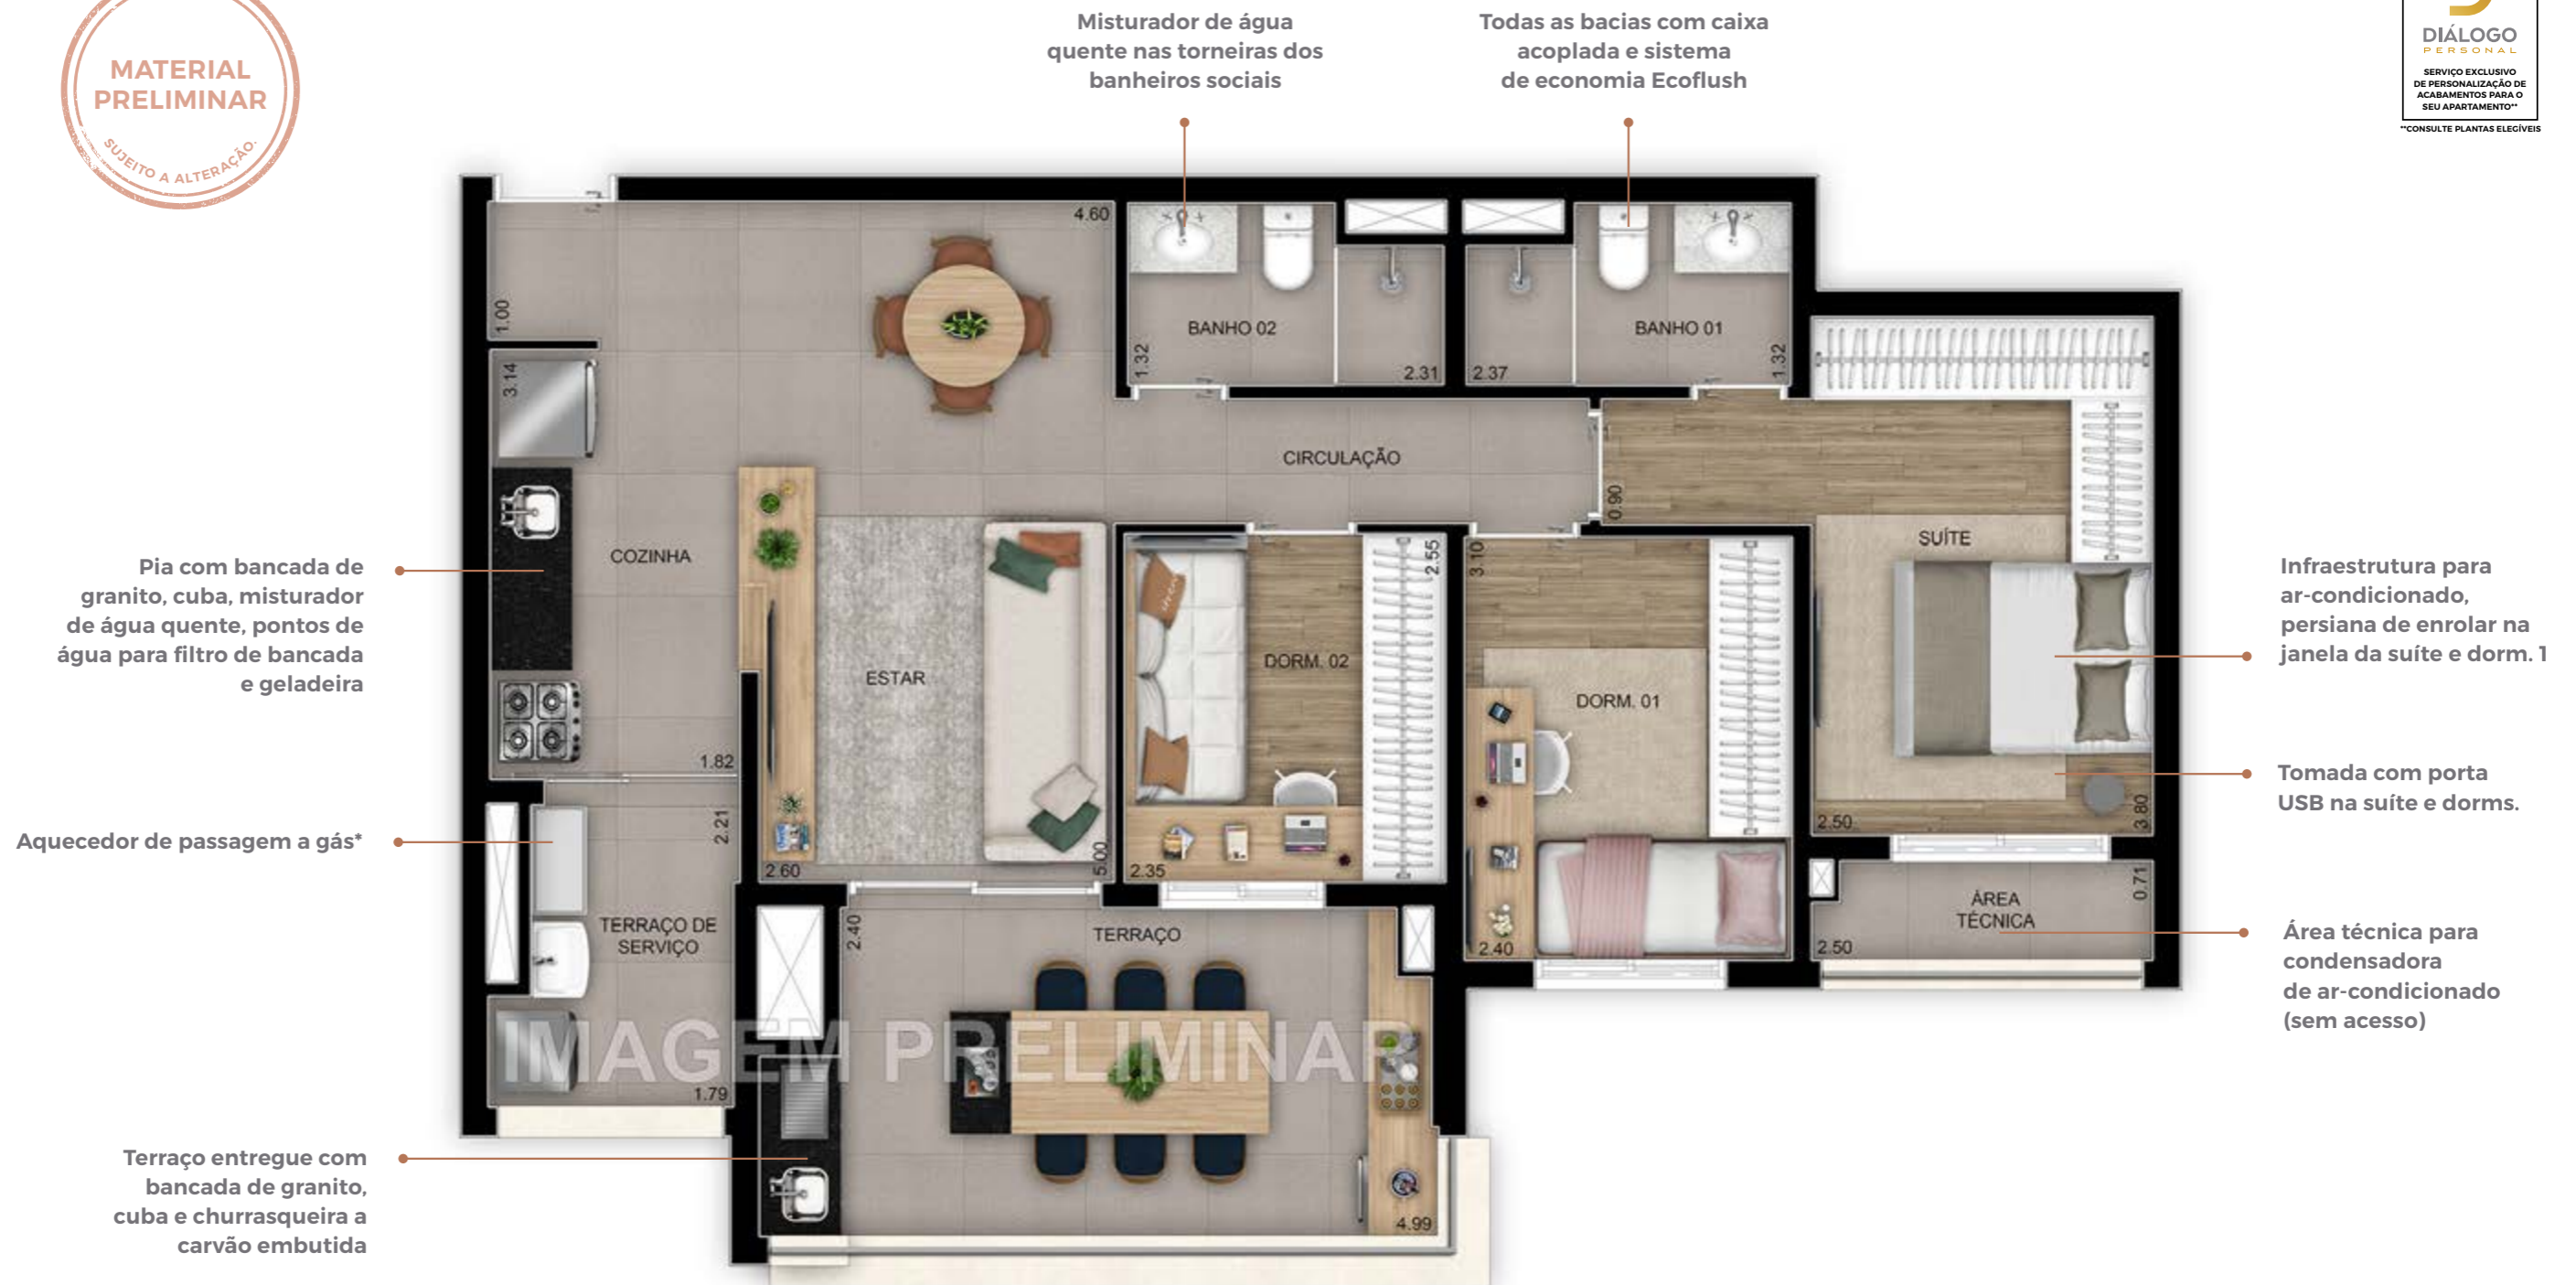 MATERIAL
PRELIMINAR
SUJEITO A ALTERAÇÃO.
Misturador de água
quente nas torneiras dos
banheiros sociais
Todas as bacias com caixa
acoplada e sistema
de economia Ecoflush
DIÁLOGO
PERSONAL
SERVIÇO EXCLUSIVO
DE PERSONALIZAÇÃO DE
ACABAMENTOS PARA O
SEU APARTAMENTO**
**CONSULTE PLANTAS ELEGÍVEIS
4.60
1.00
BANHO 02
1.32
2.31
BANHO 01
2.37
1.32
3.14
CIRCULAÇÃO
0.90
COZINHA
1.82
ESTAR
2.60
5.00
DORM. 02
2.55
2.35
DORM. 01
3.10
2.40
SUÍTE
2.50
3.80
Pia com bancada de
granito, cuba, misturador
de água quente, pontos de
água para filtro de bancada
e geladeira
Infraestrutura para
ar-condicionado,
persiana de enrolar na
janela da suíte e dorm. 1
Tomada com porta
USB na suíte e dorms.
Aquecedor de passagem a gás*
2.21
TERRAÇO DE
SERVIÇO
1.79
TERRAÇO
2.40
4.99
ÁREA
TÉCNICA
0.71
2.50
Área técnica para
condensadora
de ar-condicionado
(sem acesso)
IMAGEM PRELIMINAR
Terraço entregue com
bancada de granito,
cuba e churrasqueira a
carvão embutida